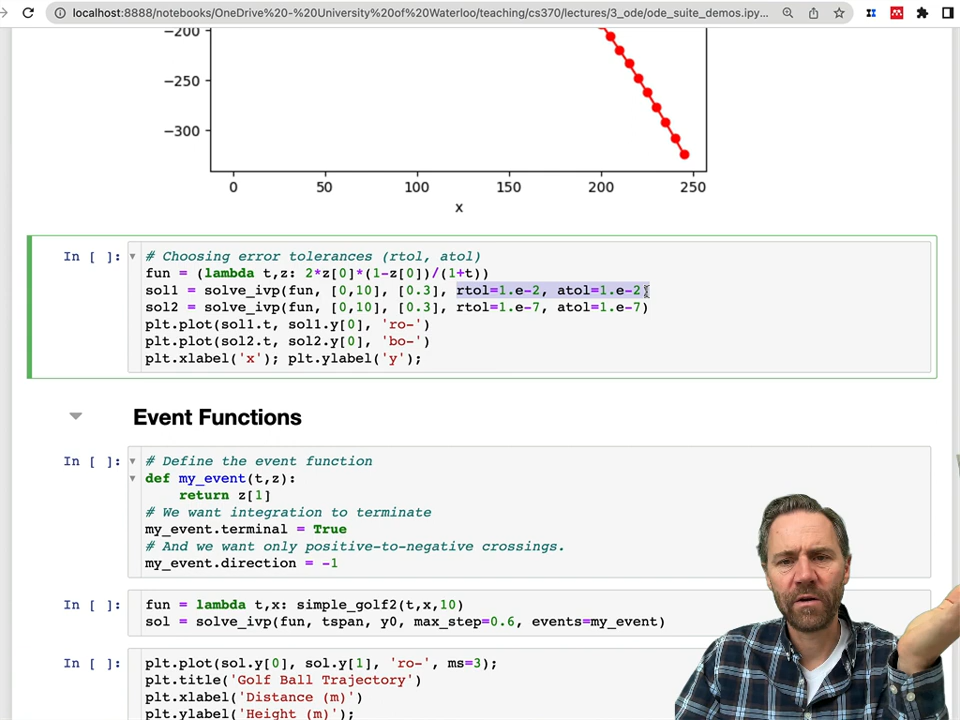 localhost:8888/notebooks/OneDrive%20-%20University%20of%20Waterloo/teaching/cs370/lectures/3_ode/ode_suite_demos.ipy...
−200
−250
−300
0 50 100 150 200 250
x
In [ ]: # Choosing error tolerances (rtol, atol)
fun = (lambda t,z: 2*z[0]*(1-z[0])/(1+t))
sol1 = solve_ivp(fun, [0,10], [0.3], rtol=1.e-2, atol=1.e-2)
sol2 = solve_ivp(fun, [0,10], [0.3], rtol=1.e-7, atol=1.e-7)
plt.plot(sol1.t, sol1.y[0], 'ro-')
plt.plot(sol2.t, sol2.y[0], 'bo-')
plt.xlabel('x'); plt.ylabel('y');
Event Functions
In [ ]: # Define the event function
def my_event(t,z):
return z[1]
# We want integration to terminate
my_event.terminal = True
# And we want only positive-to-negative crossings.
my_event.direction = -1
In [ ]: fun = lambda t,x: simple_golf2(t,x,10)
sol = solve_ivp(fun, tspan, y0, max_step=0.6, events=my_event)
In [ ]: plt.plot(sol.y[0], sol.y[1], 'ro-', ms=3);
plt.title('Golf Ball Trajectory')
plt.xlabel('Distance (m)')
plt.ylabel('Height (m)');